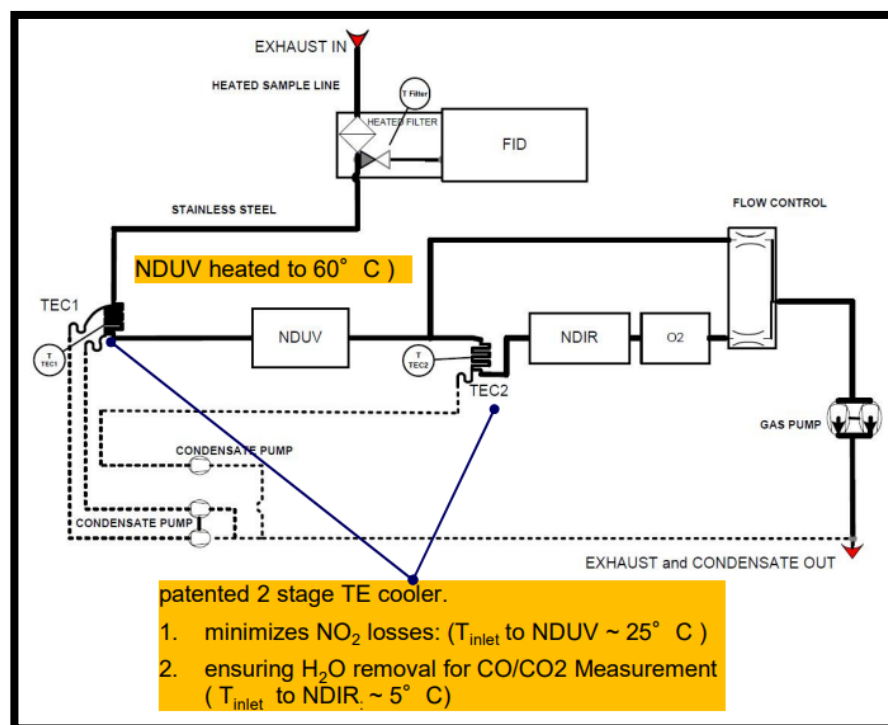 EXHAUST IN
HEATED SAMPLE LINE
T Filter
HEATED FILTER
FID
STAINLESS STEEL
FLOW CONTROL
NDUV heated to 60° C )
TEC1
T
TEC1
NDUV
T
TEC2
TEC2
NDIR
O2
GAS PUMP
CONDENSATE PUMP
CONDENSATE PUMP
EXHAUST and CONDENSATE OUT
patented 2 stage TE cooler.
1. minimizes NO₂ losses: (Tinlet to NDUV ~ 25° C )
2. ensuring H₂O removal for CO/CO2 Measurement
( Tinlet to NDIR: ~ 5° C)